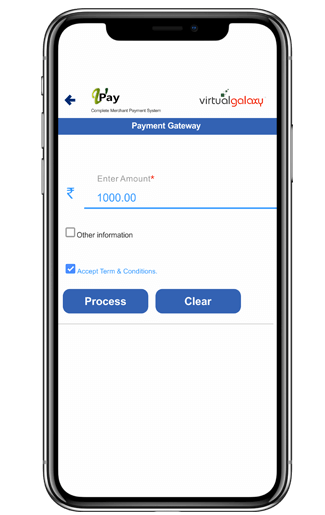 Pay
Complete Merchant Payment System
virtualgalaxy
Payment Gateway
Enter Amount*
₹ 1000.00
Other information
Accept Term & Conditions.
Process Clear